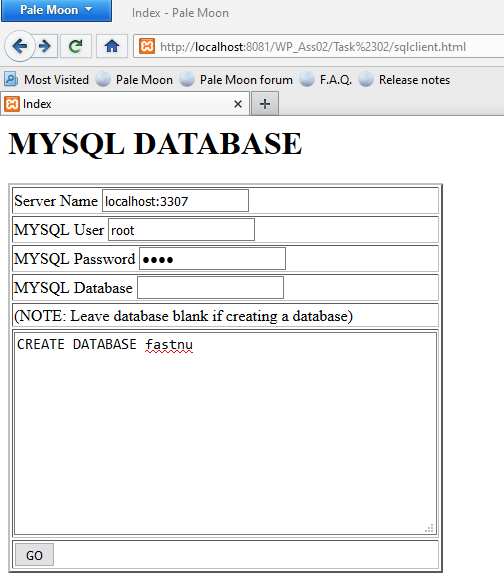 Pale Moon
Index - Pale Moon
http://localhost:8081/WP_Ass02/Task%2302/sqlclient.html
Most Visited Pale Moon Pale Moon forum F.A.Q. Release notes
Index
MYSQL DATABASE
Server Name localhost:3307
MYSQL User root
MYSQL Password ●●●●
MYSQL Database
(NOTE: Leave database blank if creating a database)
CREATE DATABASE fastnu
GO